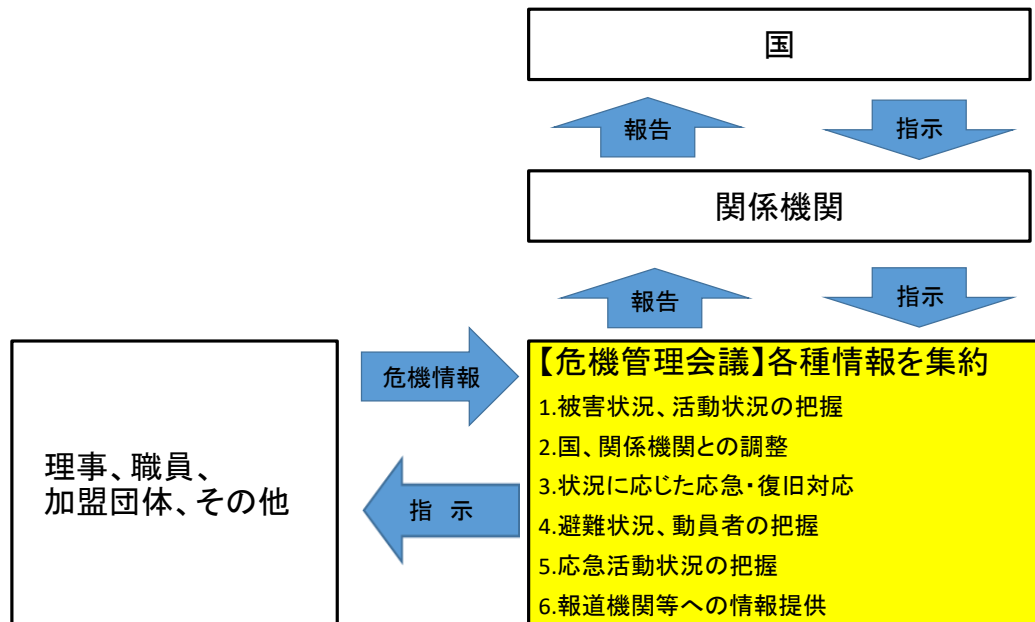 国
報告
指示
関係機関
報告
指示
危機情報
【危機管理会議】各種情報を集約
1.被害状況、活動状況の把握
2.国、関係機関との調整
3.状況に応じた応急・復旧対応
4.避難状況、動員者の把握
5.応急活動状況の把握
6.報道機関等への情報提供
理事、職員、
加盟団体、その他
指 示